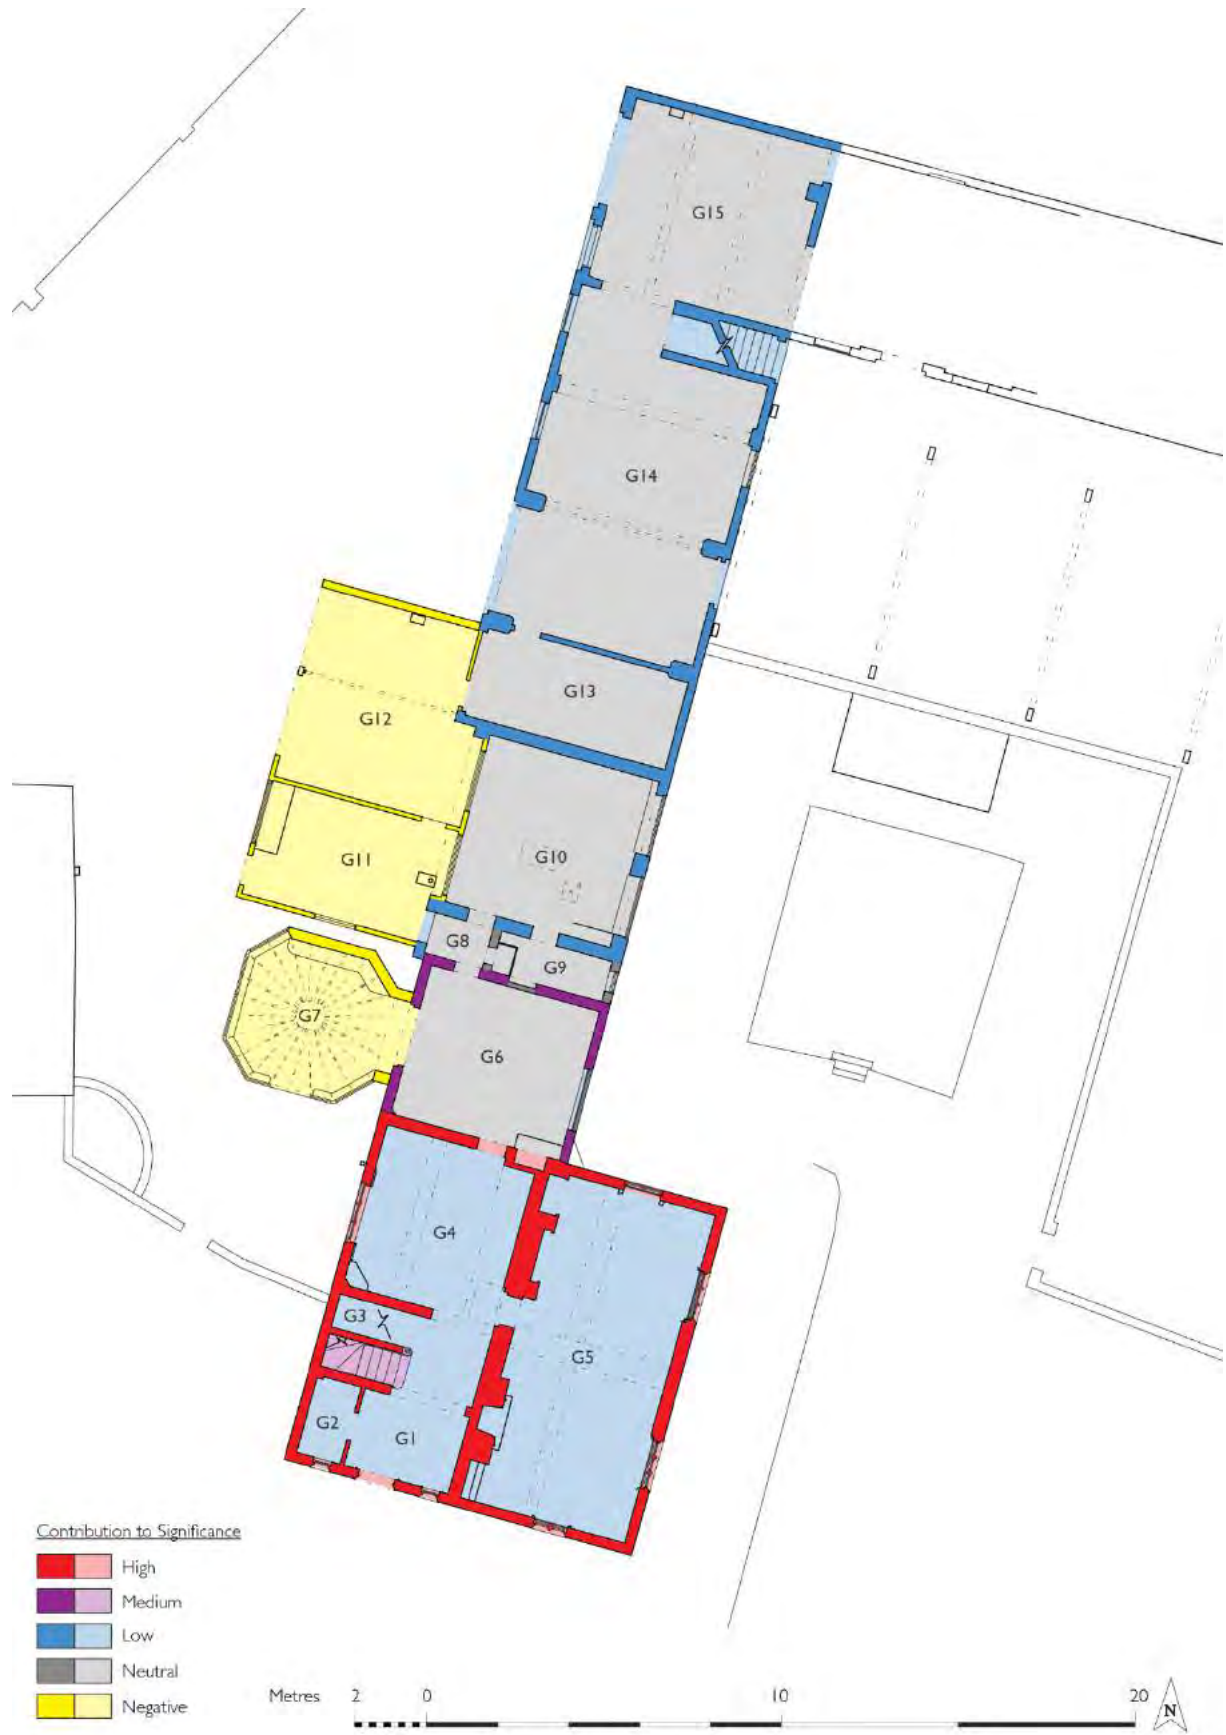 G15
G14
G13
G12
G11
G10
G8
G9
G7
G6
G4
G3
G5
G2
G1
Contribution to Significance
High
Medium
Low
Neutral
Negative
Metres 2 0 10 20
N